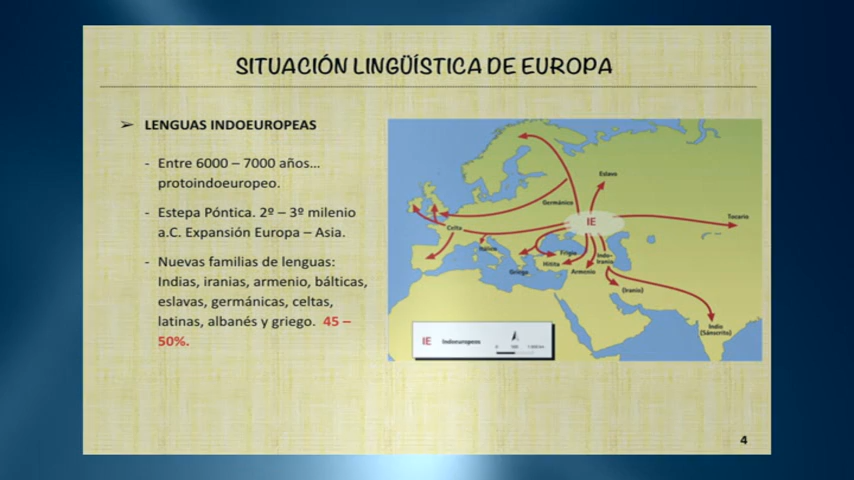 SITUACIÓN LINGÜÍSTICA DE EUROPA
➢ LENGUAS INDOEUROPEAS
- Entre 6000 – 7000 años...
protoindoeuropeo.
- Estepa Póntica. 2º – 3º milenio
a.C. Expansión Europa – Asia.
- Nuevas familias de lenguas:
Indias, iranias, armenio, bálticas,
eslavas, germánicas, celtas,
latinas, albanés y griego. 45 –
50%.
Eslavo
Germánico
IE
Tocario
Celta
Itálico
Frigio
Indo-
Iranio
Griego
Hitita
Armenio
(Iranio)
Indio
(Sánscrito)
IE Indoeuropeos
4